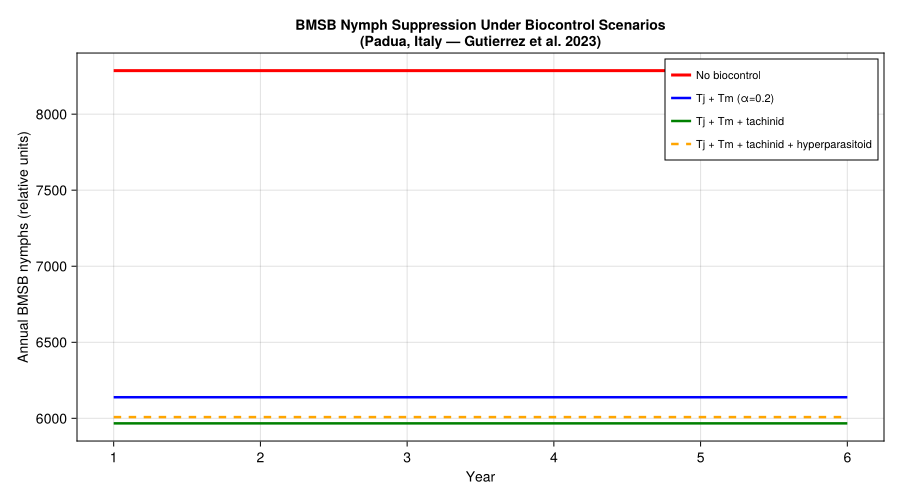 BMSB Nymph Suppression Under Biocontrol Scenarios
(Padua, Italy — Gutierrez et al. 2023)
Annual BMSB nymphs (relative units)
8000
7500
7000
6500
6000
No biocontrol
Tj + Tm (α=0.2)
Tj + Tm + tachinid
Tj + Tm + tachinid + hyperparasitoid
1 2 3 4 5 6
Year